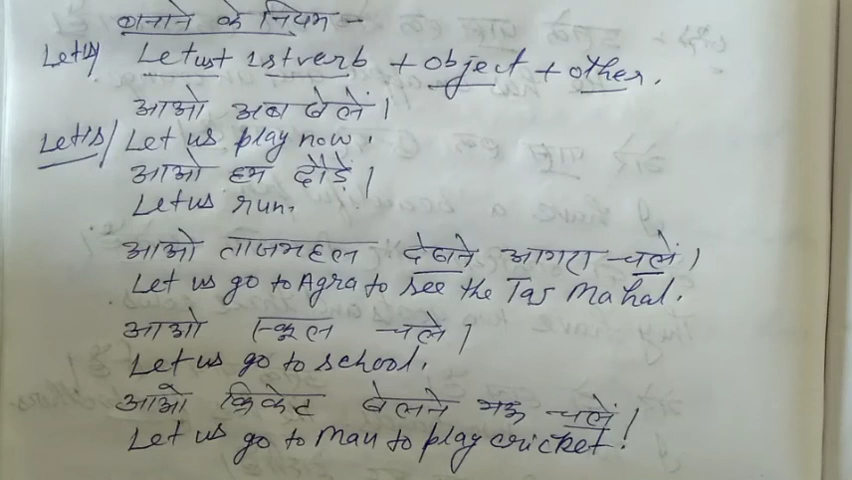 बनाने के नियम -
Let's/ Let us + 1st verb + object + other.
आओ अब खेलें।
Let's/ Let us play now.
आओ हम दौड़ें।
Let us run.
आओ ताजमहल देखने आगरा चलें।
Let us go to Agra to see the Taj Mahal.
आओ स्कूल चले।
Let us go to school.
आओ क्रिकेट खेलने मऊ चलें।
Let us go to Mau to play cricket.